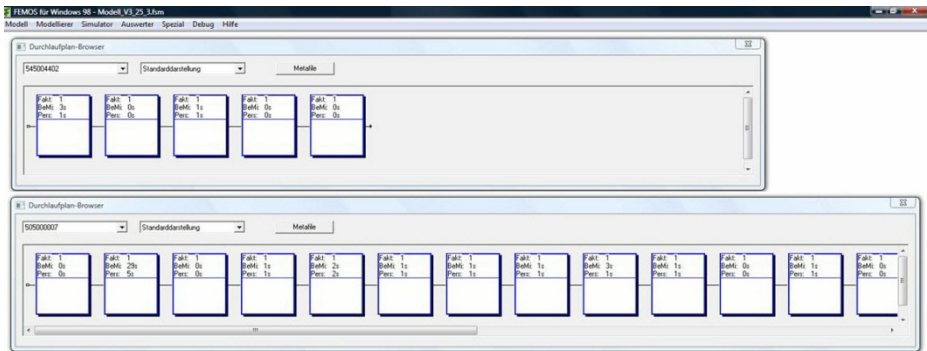 FEMOS für Windows 98 - Modell_V3_25_3.fsm
Modell Modellierer Simulator Auswerter Spezial Debug Hilfe
Durchlaufplan-Browser
545004402 Standarddarstellung Metafile
Fakt: 1 Fakt: 1 Fakt: 1 Fakt: 1 Fakt: 1
BeMi: 3s BeMi: 0s BeMi: 1s BeMi: 0s BeMi: 0s
Pers: 1s Pers: 0s Pers: 1s Pers: 0s Pers: 0s
Durchlaufplan-Browser
505000007 Standarddarstellung Metafile
Fakt: 1 Fakt: 1 Fakt: 1 Fakt: 1 Fakt: 1 Fakt: 1 Fakt: 1 Fakt: 1 Fakt: 1 Fakt: 1 Fakt: 1 Fakt: 1 Fakt: 1
BeMi: 0s BeMi: 29s BeMi: 0s BeMi: 1s BeMi: 2s BeMi: 1s BeMi: 1s BeMi: 1s BeMi: 3s BeMi: 1s BeMi: 0s BeMi: 1s BeMi: 0s
Pers: 0s Pers: 5s Pers: 0s Pers: 1s Pers: 2s Pers: 1s Pers: 1s Pers: 1s Pers: 1s Pers: 1s Pers: 0s Pers: 1s Pers: 0s